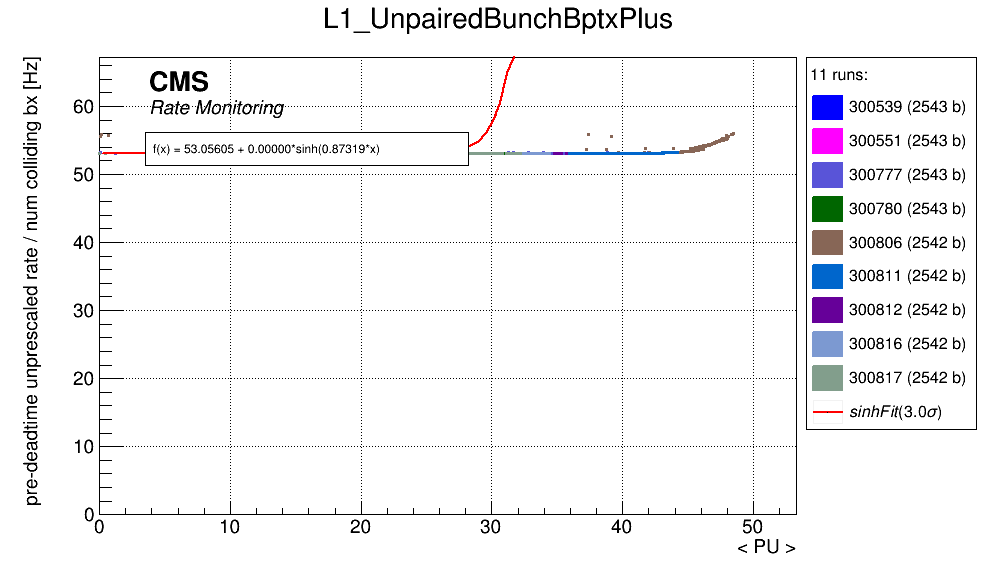 L1_UnpairedBunchBptxPlus
pre-deadtime unprescaled rate / num colliding bx [Hz]
CMS
Rate Monitoring
f(x) = 53.05605 + 0.00000*sinh(0.87319*x)
60
50
40
30
20
10
0
0 10 20 30 40 50
< PU >
11 runs:
300539 (2543 b)
300551 (2543 b)
300777 (2543 b)
300780 (2543 b)
300806 (2542 b)
300811 (2542 b)
300812 (2542 b)
300816 (2542 b)
300817 (2542 b)
sinhFit(3.0σ)